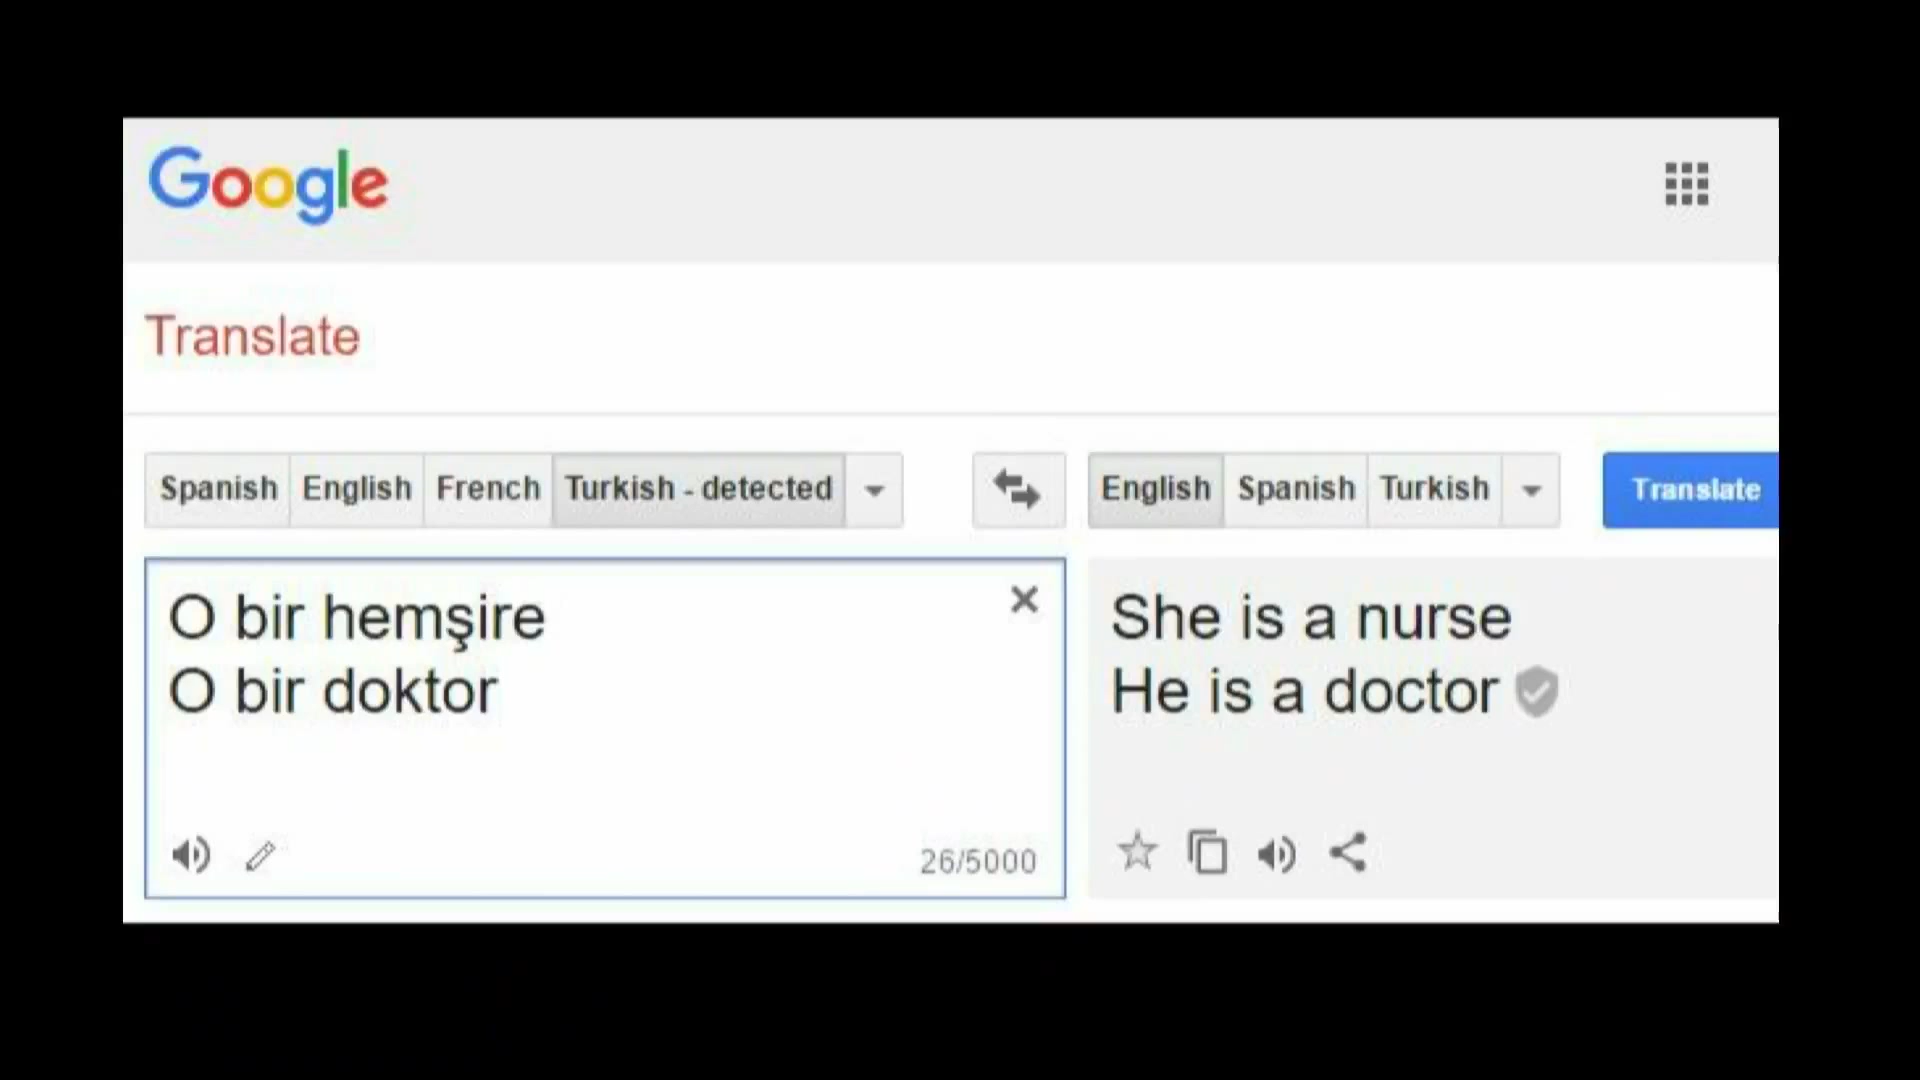 Google
Translate
Spanish English French Turkish - detected English Spanish Turkish Translate
O bir hemşire
O bir doktor
26/5000
She is a nurse
He is a doctor